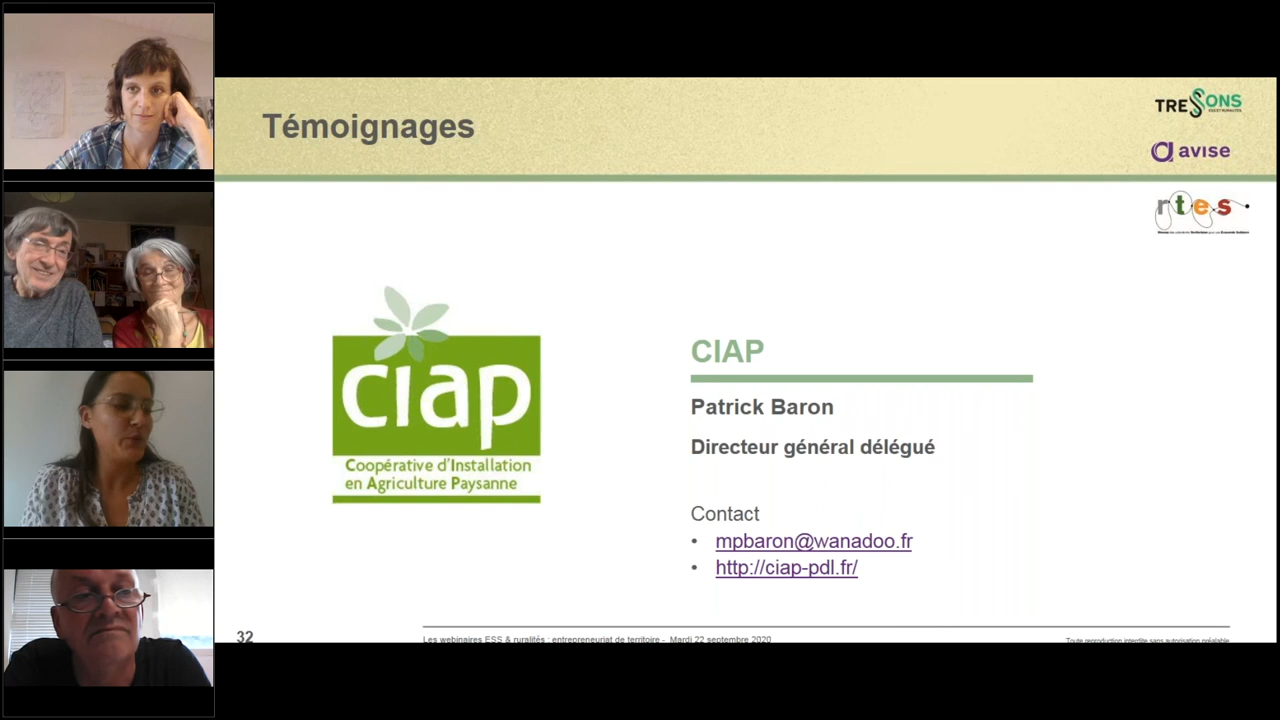 Témoignages
TRESSONS
avise
rtes
ciap
Coopérative d'Installation
en Agriculture Paysanne
CIAP
Patrick Baron
Directeur général délégué
Contact
• mpbaron@wanadoo.fr
• http://ciap-pdl.fr/
32
Les webinaires ESS & ruralités : entrepreneuriat de territoire - Mardi 22 septembre 2020
Toute reproduction interdite sans autorisation préalable